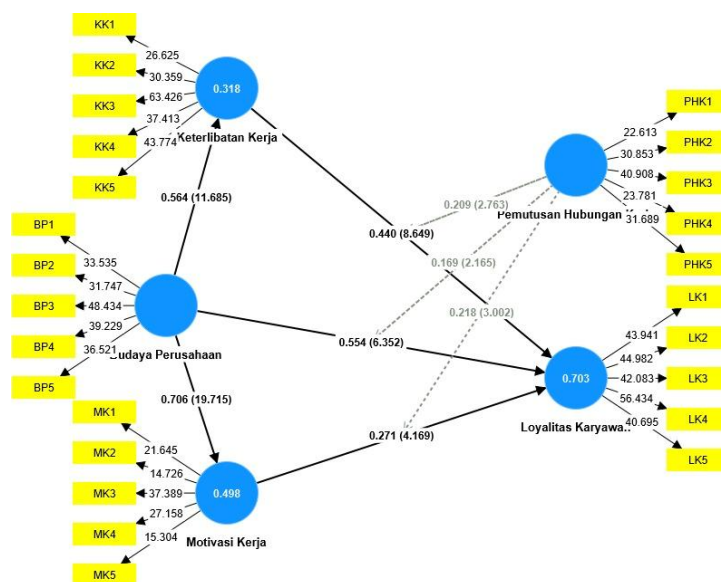 KK1
KK2
KK3
KK4
KK5
26.625
30.359
63.426
37.413
43.774
0.318
Keterlibatan Kerja
PHK1
PHK2
PHK3
PHK4
PHK5
22.613
30.853
40.908
23.781
31.689
Pemutusan Hubungan
0.564 (11.685)
0.440 (8.649)
0.209 (2.763)
0.169 (2.165)
0.218 (3.002)
BP1
BP2
BP3
BP4
BP5
33.535
31.747
48.434
39.229
36.521
Budaya Perusahaan
0.554 (6.352)
0.706 (19.715)
0.271 (4.169)
LK1
LK2
LK3
LK4
LK5
43.941
44.982
42.083
56.434
40.695
0.703
Loyalitas Karyawa..
MK1
MK2
MK3
MK4
MK5
21.645
14.726
37.389
27.158
15.304
0.498
Motivasi Kerja